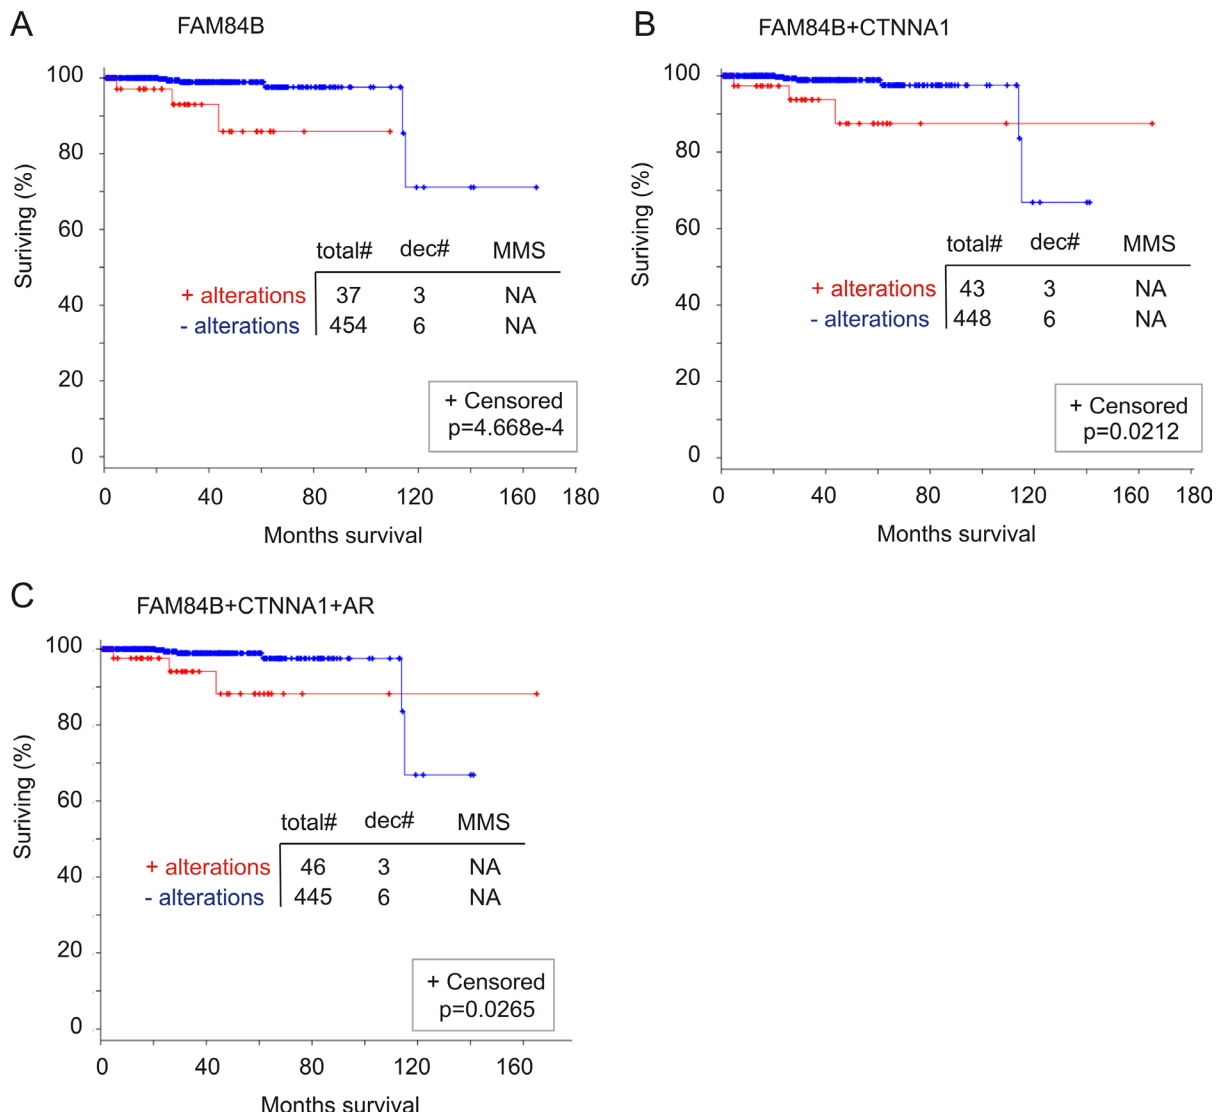 A
FAM84B
100
80
60
40
20
0
Suriving (%)
total# dec# MMS
+ alterations 37 3 NA
- alterations 454 6 NA
+ Censored
p=4.668e-4
0 40 80 120 160 180
Months survival
B
FAM84B+CTNNA1
100
80
60
40
20
0
Suriving (%)
total# dec# MMS
+ alterations 43 3 NA
- alterations 448 6 NA
+ Censored
p=0.0212
0 40 80 120 160 180
Months survival
C
FAM84B+CTNNA1+AR
100
80
60
40
20
0
Suriving (%)
total# dec# MMS
+ alterations 46 3 NA
- alterations 445 6 NA
+ Censored
p=0.0265
0 40 80 120 160
Months survival